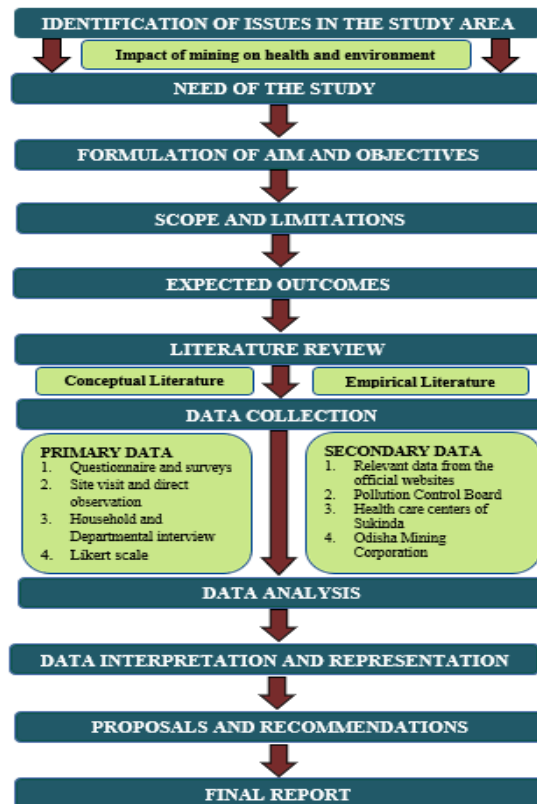 IDENTIFICATION OF ISSUES IN THE STUDY AREA
Impact of mining on health and environment
NEED OF THE STUDY
FORMULATION OF AIM AND OBJECTIVES
SCOPE AND LIMITATIONS
EXPECTED OUTCOMES
LITERATURE REVIEW
Conceptual Literature
Empirical Literature
DATA COLLECTION
PRIMARY DATA
1. Questionnaire and surveys
2. Site visit and direct
observation
3. Household and
Departmental interview
4. Likert scale
SECONDARY DATA
1. Relevant data from the
official websites
2. Pollution Control Board
3. Health care centers of
Sukinda
4. Odisha Mining
Corporation
DATA ANALYSIS
DATA INTERPRETATION AND REPRESENTATION
PROPOSALS AND RECOMMENDATIONS
FINAL REPORT